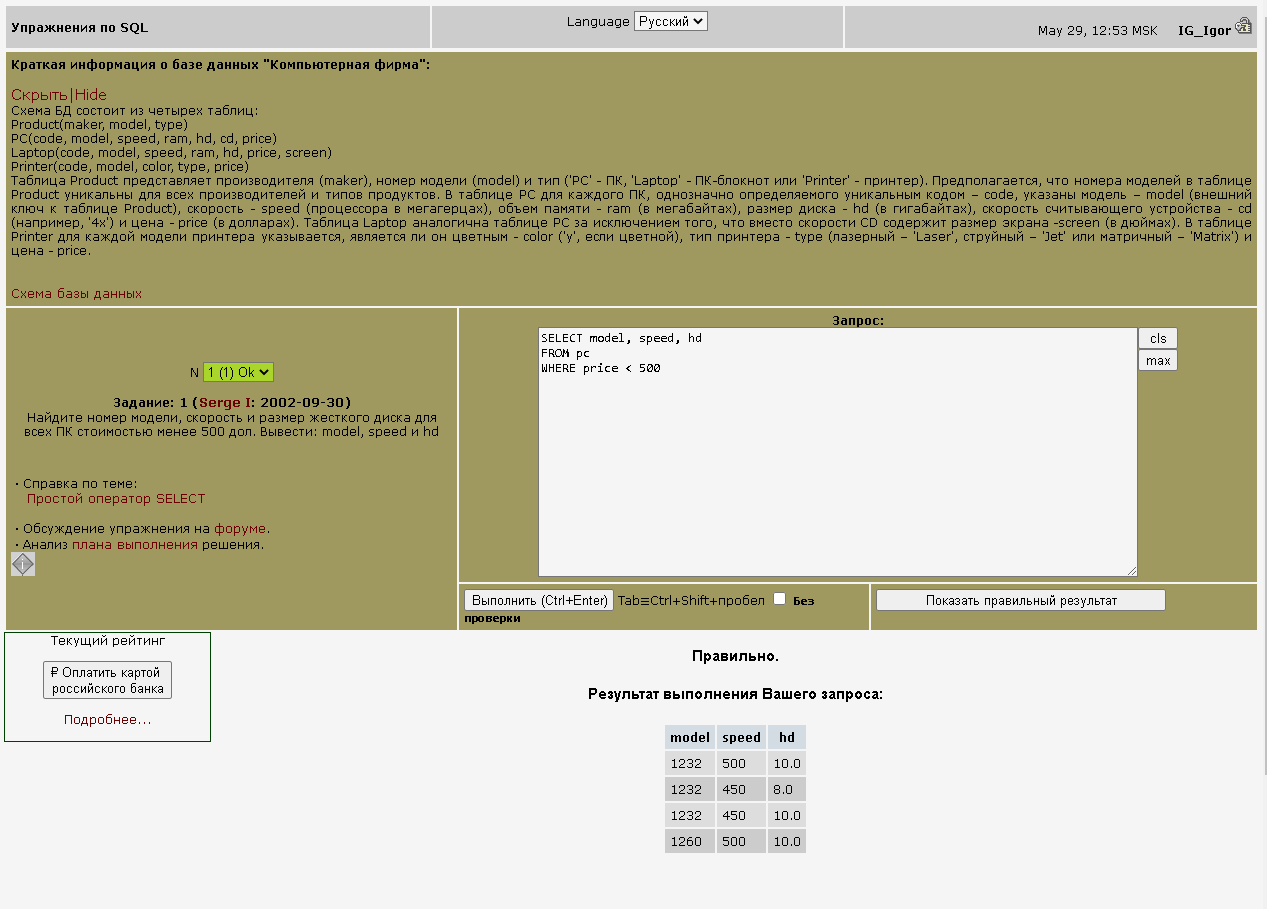 Упражнения по SQL
Language Русский
May 29, 12:53 MSK IG_Igor
Краткая информация о базе данных "Компьютерная фирма":
Скрыть|Hide
Схема БД состоит из четырех таблиц:
Product(maker, model, type)
PC(code, model, speed, ram, hd, cd, price)
Laptop(code, model, speed, ram, hd, price, screen)
Printer(code, model, color, type, price)
Таблица Product представляет производителя (maker), номер модели (model) и тип ('PC' - ПК, 'Laptop' - ПК-блокнот или 'Printer' - принтер). Предполагается, что номера моделей в таблице
Product уникальны для всех производителей и типов продуктов. В таблице PC для каждого ПК, однозначно определяемого уникальным кодом – code, указаны модель – model (внешний
ключ к таблице Product), скорость - speed (процессора в мегагерцах), объем памяти - ram (в мегабайтах), размер диска - hd (в гигабайтах), скорость считывающего устройства - cd
(например, '4x') и цена - price (в долларах). Таблица Laptop аналогична таблице РС за исключением того, что вместо скорости CD содержит размер экрана -screen (в дюймах). В таблице
Printer для каждой модели принтера указывается, является ли он цветным - color ('y', если цветной), тип принтера - type (лазерный – 'Laser', струйный – 'Jet' или матричный – 'Matrix') и
цена - price.
Схема базы данных
N 1 (1) Ok
Задание: 1 (Serge I: 2002-09-30)
Найдите номер модели, скорость и размер жесткого диска для
всех ПК стоимостью менее 500 дол. Вывести: model, speed и hd
· Справка по теме:
Простой оператор SELECT
· Обсуждение упражнения на форуме.
· Анализ плана выполнения решения.
Запрос:
SELECT model, speed, hd
FROM pc
WHERE price < 500
cls
max
Выполнить (Ctrl+Enter) Tab≡Ctrl+Shift+пробел Без
проверки
Показать правильный результат
Текущий рейтинг
₽ Оплатить картой
российского банка
Подробнее...
Правильно.
Результат выполнения Вашего запроса:
model speed hd
1232 500 10.0
1232 450 8.0
1232 450 10.0
1260 500 10.0